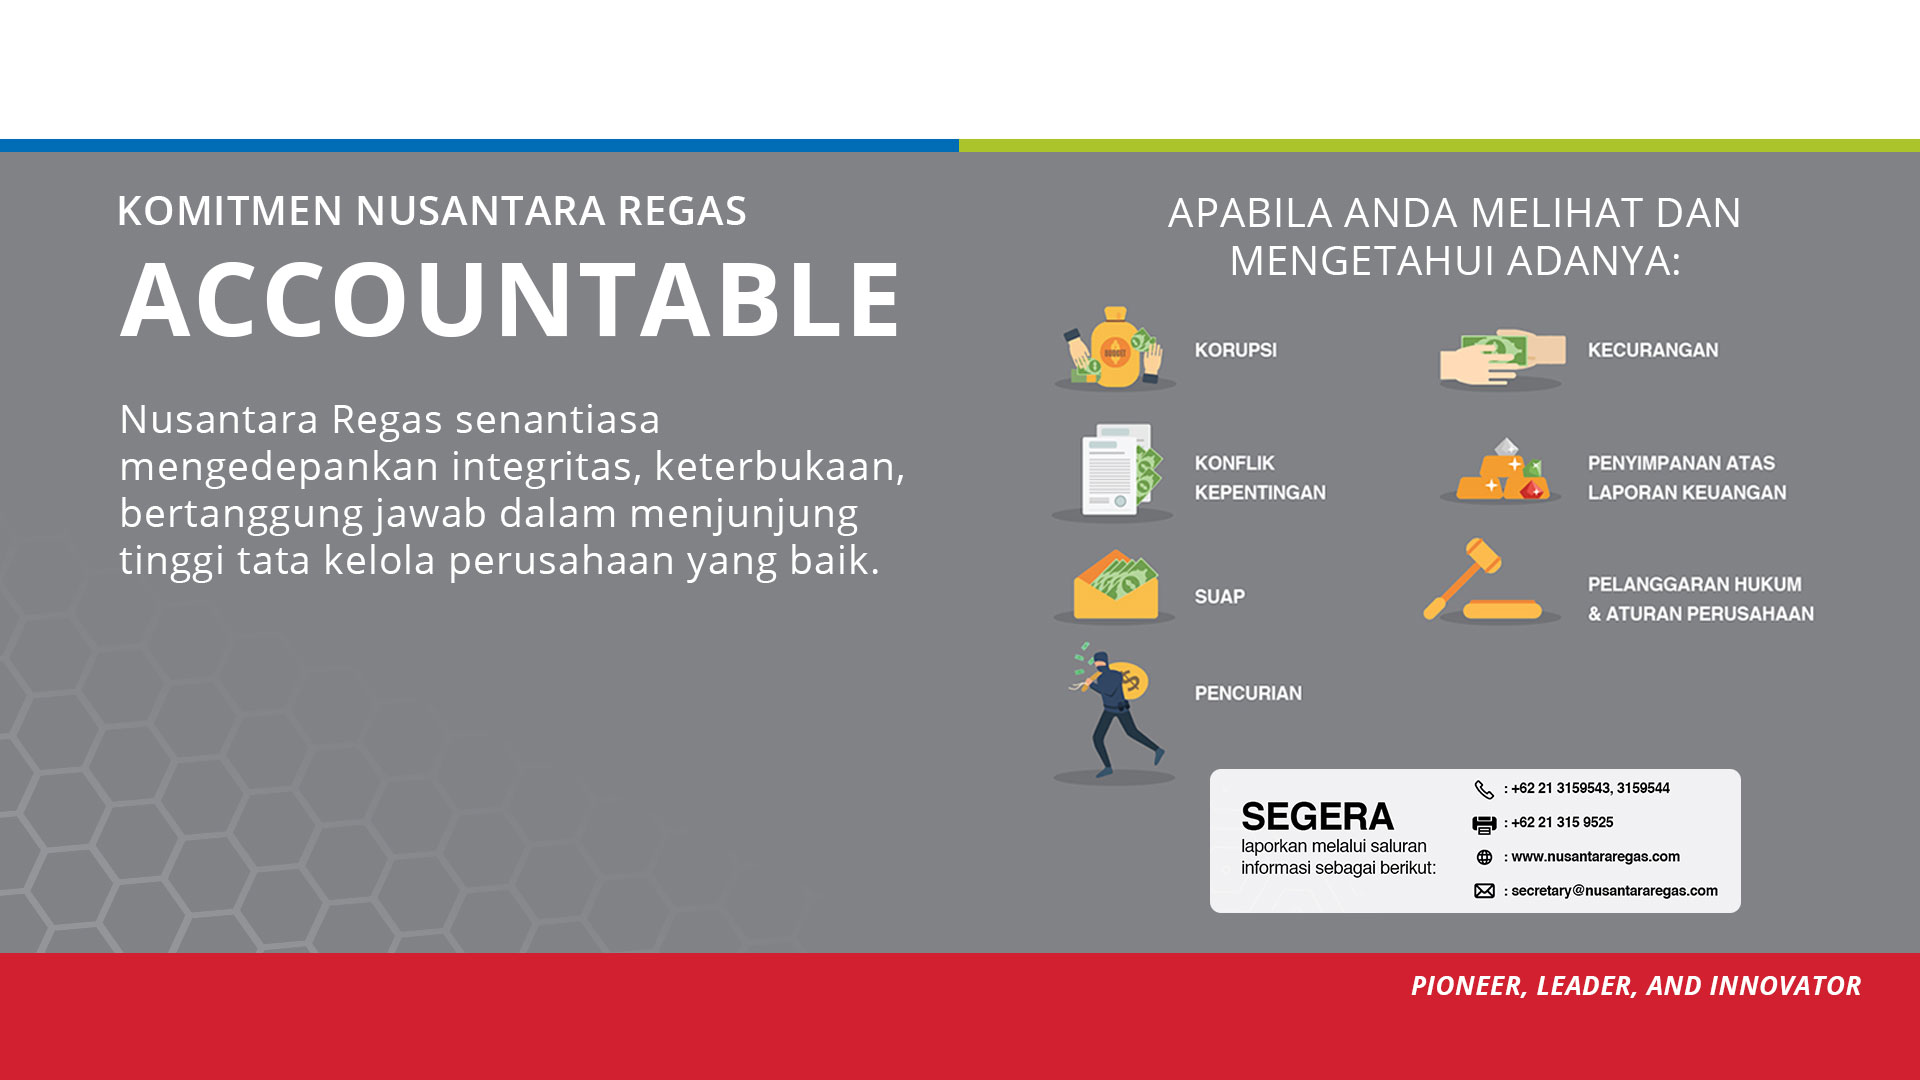 KOMITMEN NUSANTARA REGAS
ACCOUNTABLE
Nusantara Regas senantiasa
mengedepankan integritas, keterbukaan,
bertanggung jawab dalam menjunjung
tinggi tata kelola perusahaan yang baik.
APABILA ANDA MELIHAT DAN
MENGETAHUI ADANYA:
BUDGET
KORUPSI
KECURANGAN
KONFLIK
KEPENTINGAN
PENYIMPANAN ATAS
LAPORAN KEUANGAN
SUAP
PELANGGARAN HUKUM
& ATURAN PERUSAHAAN
PENCURIAN
SEGERA
laporkan melalui saluran
informasi sebagai berikut:
: +62 21 3159543, 3159544
: +62 21 315 9525
: www.nusantararegas.com
: secretary@nusantararegas.com
PIONEER, LEADER, AND INNOVATOR